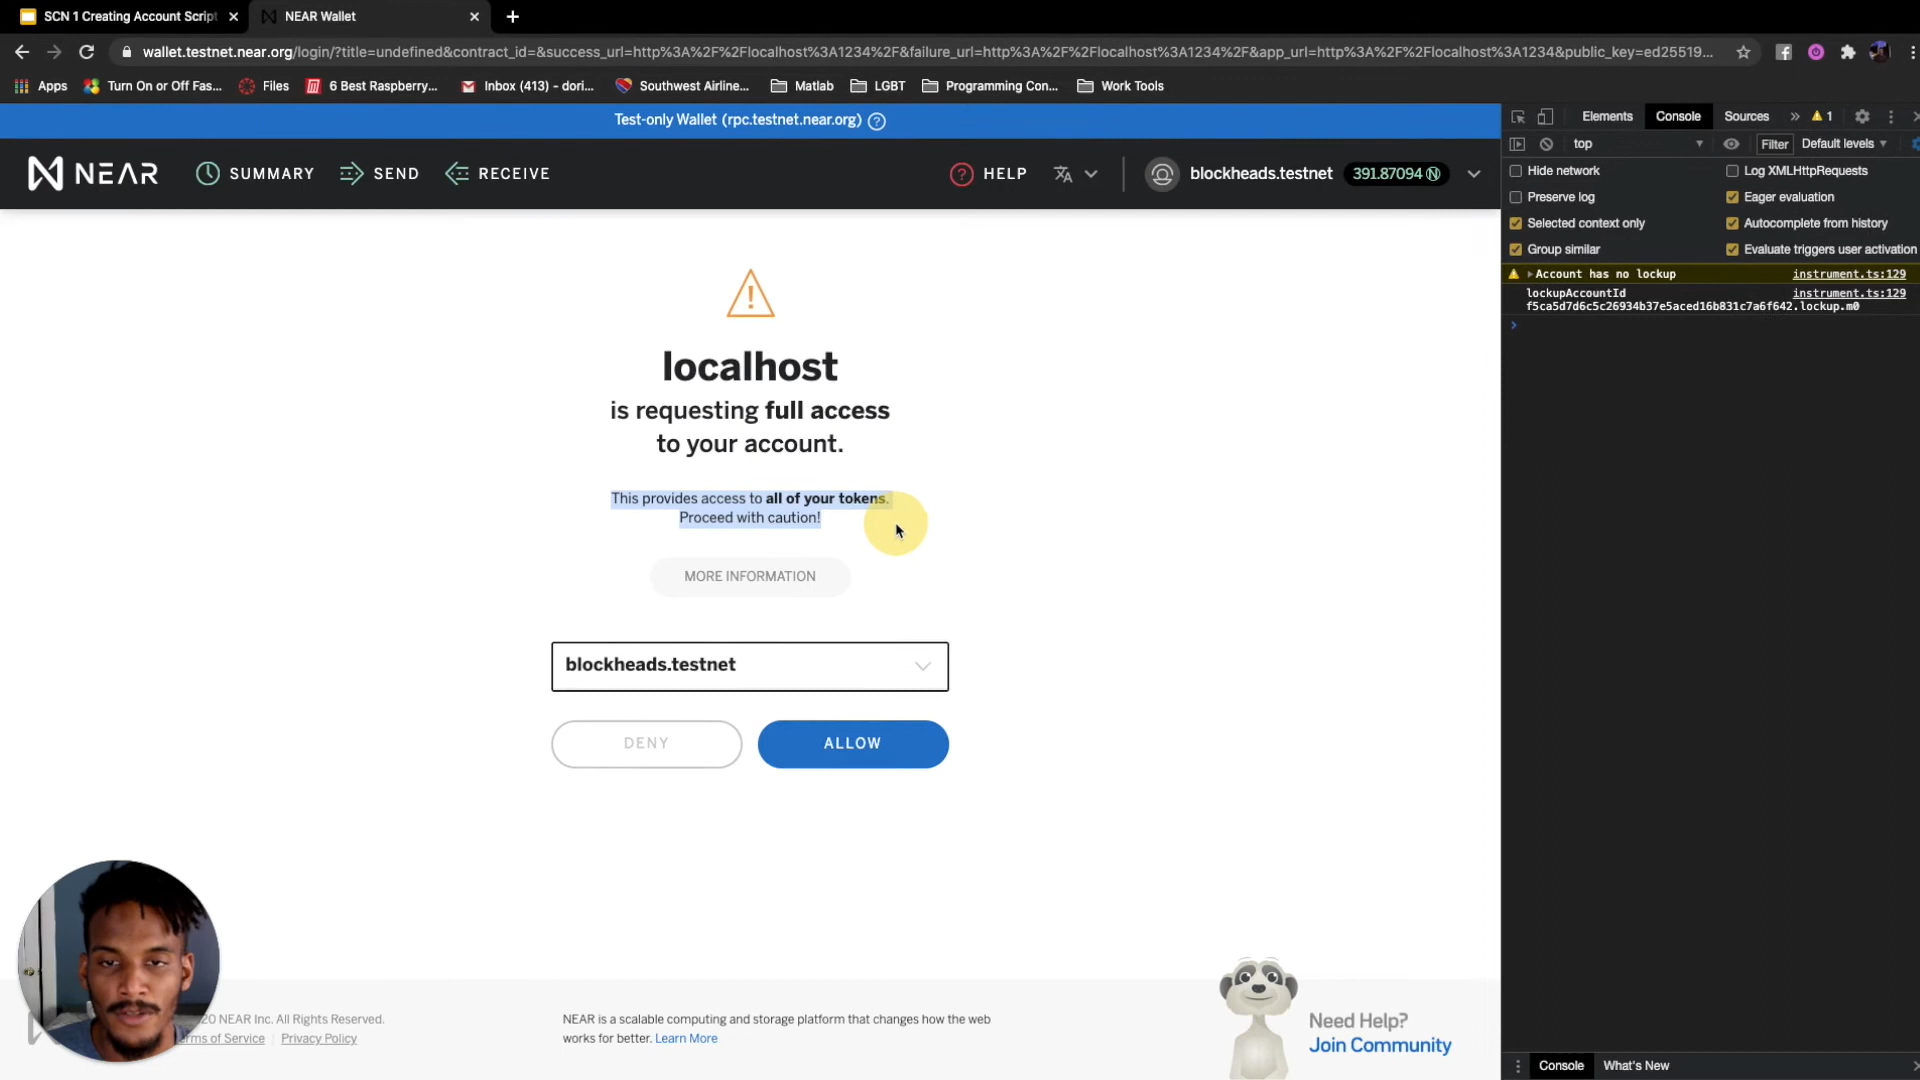 SCN 1 Creating Account Script
NEAR Wallet
wallet.testnet.near.org/login/?title=undefined&contract_id=&success_url=http%3A%2F%2Flocalhost%3A1234%2F&failure_url=http%3A%2F%2Flocalhost%3A1234%2F&app_url=http%3A%2F%2Flocalhost%3A1234&public_key=ed25519...
Apps
Turn On or Off Fas...
Files
6 Best Raspberry...
Inbox (413) - dori...
Southwest Airline...
Matlab
LGBT
Programming Con...
Work Tools
Test-only Wallet (rpc.testnet.near.org) ?
NEAR
SUMMARY
SEND
RECEIVE
? HELP
blockheads.testnet
391.87094 N
localhost
is requesting full access
to your account.
This provides access to all of your tokens.
Proceed with caution!
MORE INFORMATION
blockheads.testnet
DENY
ALLOW
20 NEAR Inc. All Rights Reserved.
rms of Service | Privacy Policy
NEAR is a scalable computing and storage platform that changes how the web
works for better. Learn More
Need Help?
Join Community
Elements
Console
Sources
» 1
top
Filter
Default levels
Hide network
Log XMLHttpRequests
Preserve log
Eager evaluation
Selected context only
Autocomplete from history
Group similar
Evaluate triggers user activation
Account has no lockup
instrument.ts:129
lockupAccountId
instrument.ts:129
f5ca5d7d6c5c26934b37e5aced16b831c7a6f642.lockup.m0
Console
What's New